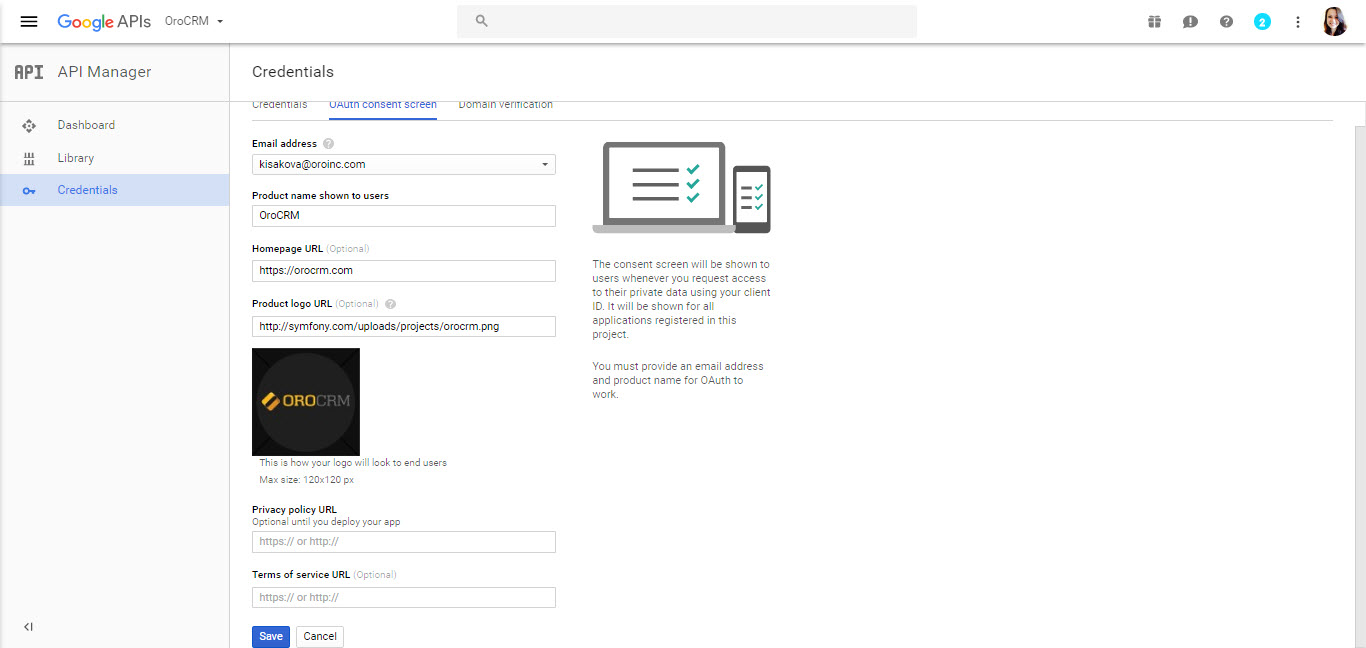 Google APIs OroCRM
2
API API Manager
Credentials
Dashboard
Library
Credentials
Credentials OAuth consent screen Domain verification
Email address ?
kisakova@oroinc.com
Product name shown to users
OroCRM
Homepage URL (Optional)
https://orocrm.com
Product logo URL (Optional) ?
http://symfony.com/uploads/projects/orocrm.png
OROCRM
This is how your logo will look to end users
Max size: 120x120 px
Privacy policy URL
Optional until you deploy your app
https:// or http://
Terms of service URL (Optional)
https:// or http://
Save Cancel
The consent screen will be shown to
users whenever you request access
to their private data using your client
ID. It will be shown for all
applications registered in this
project.
You must provide an email address
and product name for OAuth to
work.